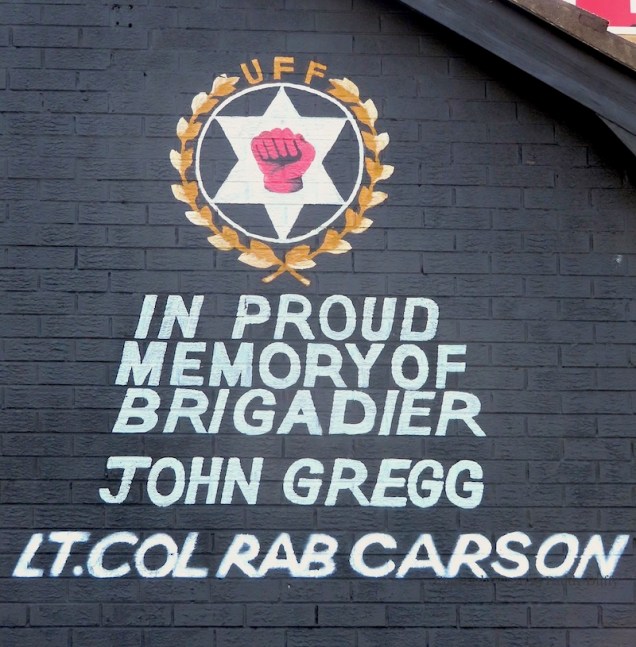 UFF
IN PROUD
MEMORY OF
BRIGADIER
JOHN GREGG
LT.COL RAB CARSON